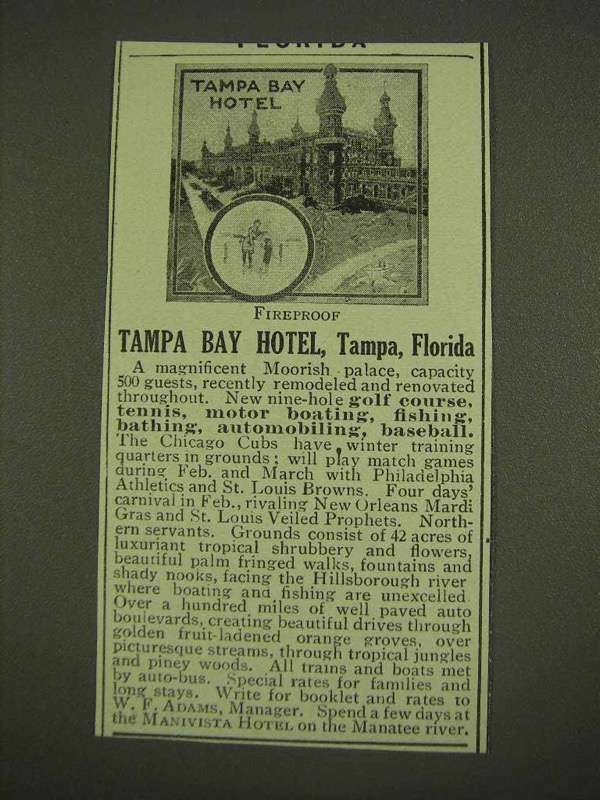 FLORIDA
TAMPA BAY
HOTEL
FIREPROOF
TAMPA BAY HOTEL, Tampa, Florida
A magnificent Moorish palace, capacity
500 guests, recently remodeled and renovated
throughout. New nine-hole golf course,
tennis, motor boating, fishing,
bathing, automobiling, baseball.
The Chicago Cubs have winter training
quarters in grounds; will play match games
during Feb. and March with Philadelphia
Athletics and St. Louis Browns. Four days'
carnival in Feb., rivaling New Orleans Mardi
Gras and St. Louis Veiled Prophets. North-
ern servants. Grounds consist of 42 acres of
luxuriant tropical shrubbery and flowers,
beautiful palm fringed walks, fountains and
shady nooks, facing the Hillsborough river
where boating and fishing are unexcelled.
Over a hundred miles of well paved auto
boulevards, creating beautiful drives through
golden fruit-ladened orange groves, over
picturesque streams, through tropical jungles
and piney woods. All trains and boats met
by auto-bus. Special rates for families and
long stays. Write for booklet and rates to
W. F. ADAMS, Manager. Spend a few days at
the MANIVISTA HOTEL on the Manatee river.